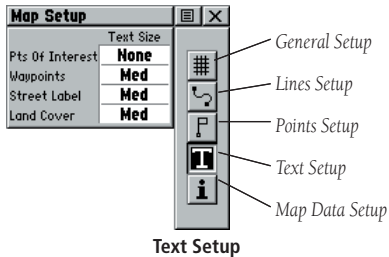 Map Setup
Text Size
Pts Of Interest None
Waypoints Med
Street Label Med
Land Cover Med
T
i
General Setup
Lines Setup
Points Setup
Text Setup
Map Data Setup
Text Setup